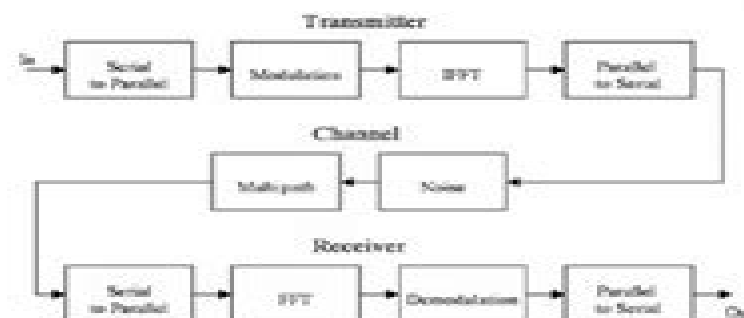 Transmitter
In
Serial
to Parallel
Modulation
IFFT
Parallel
to Serial
Channel
Multipath
Noise
Receiver
Serial
to Parallel
FFT
Demodulation
Parallel
to Serial